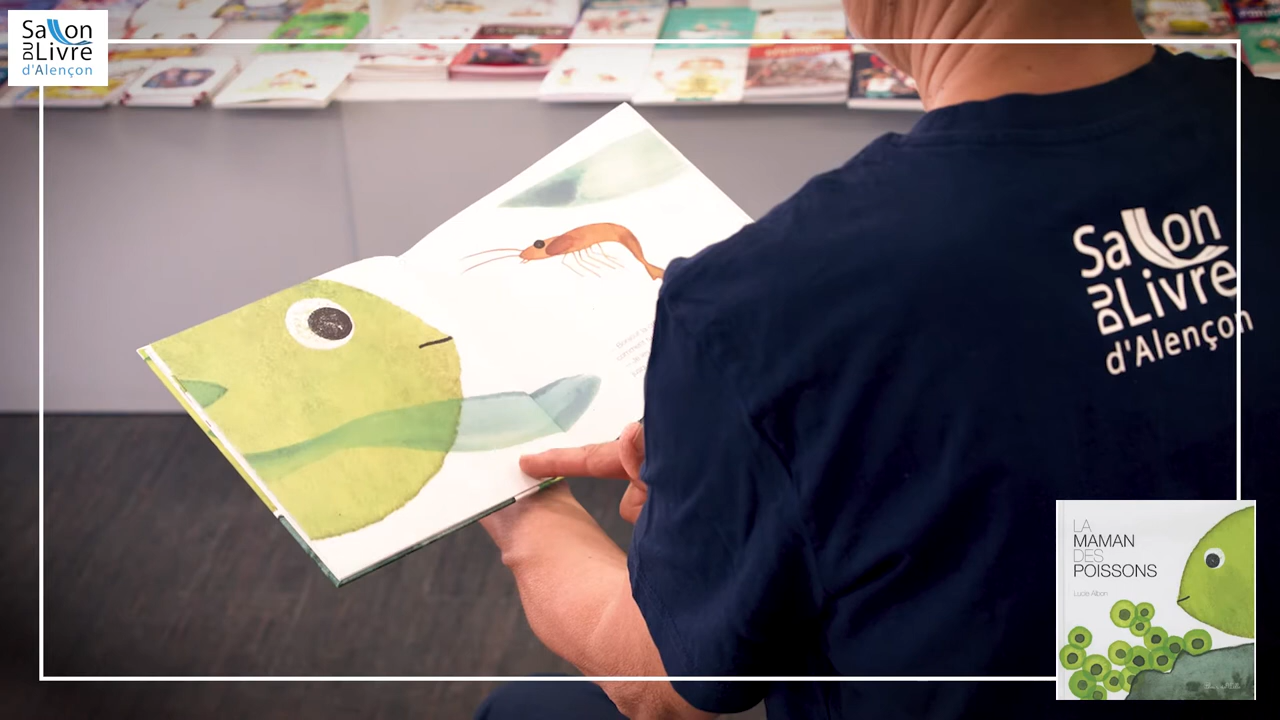 Salon
DU Livre
d'Alençon
Salon
DU Livre
d'Alençon
LA
MAMAN
DES
POISSONS
Lucie Albon